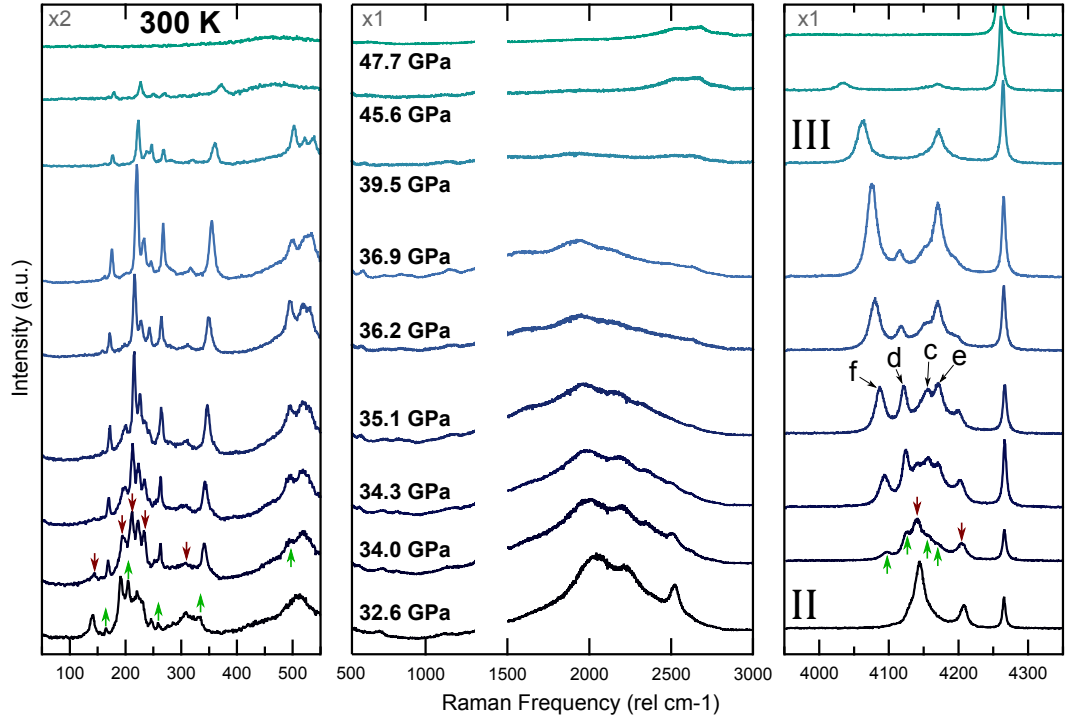 x2
300 K
x1
x1
47.7 GPa
45.6 GPa
III
39.5 GPa
36.9 GPa
36.2 GPa
f
d
c
e
35.1 GPa
34.3 GPa
34.0 GPa
II
32.6 GPa
Intensity (a.u.)
100 200 300 400 500
1000 1500 2000 2500 3000
4000 4100 4200 4300
Raman Frequency (rel cm-1)